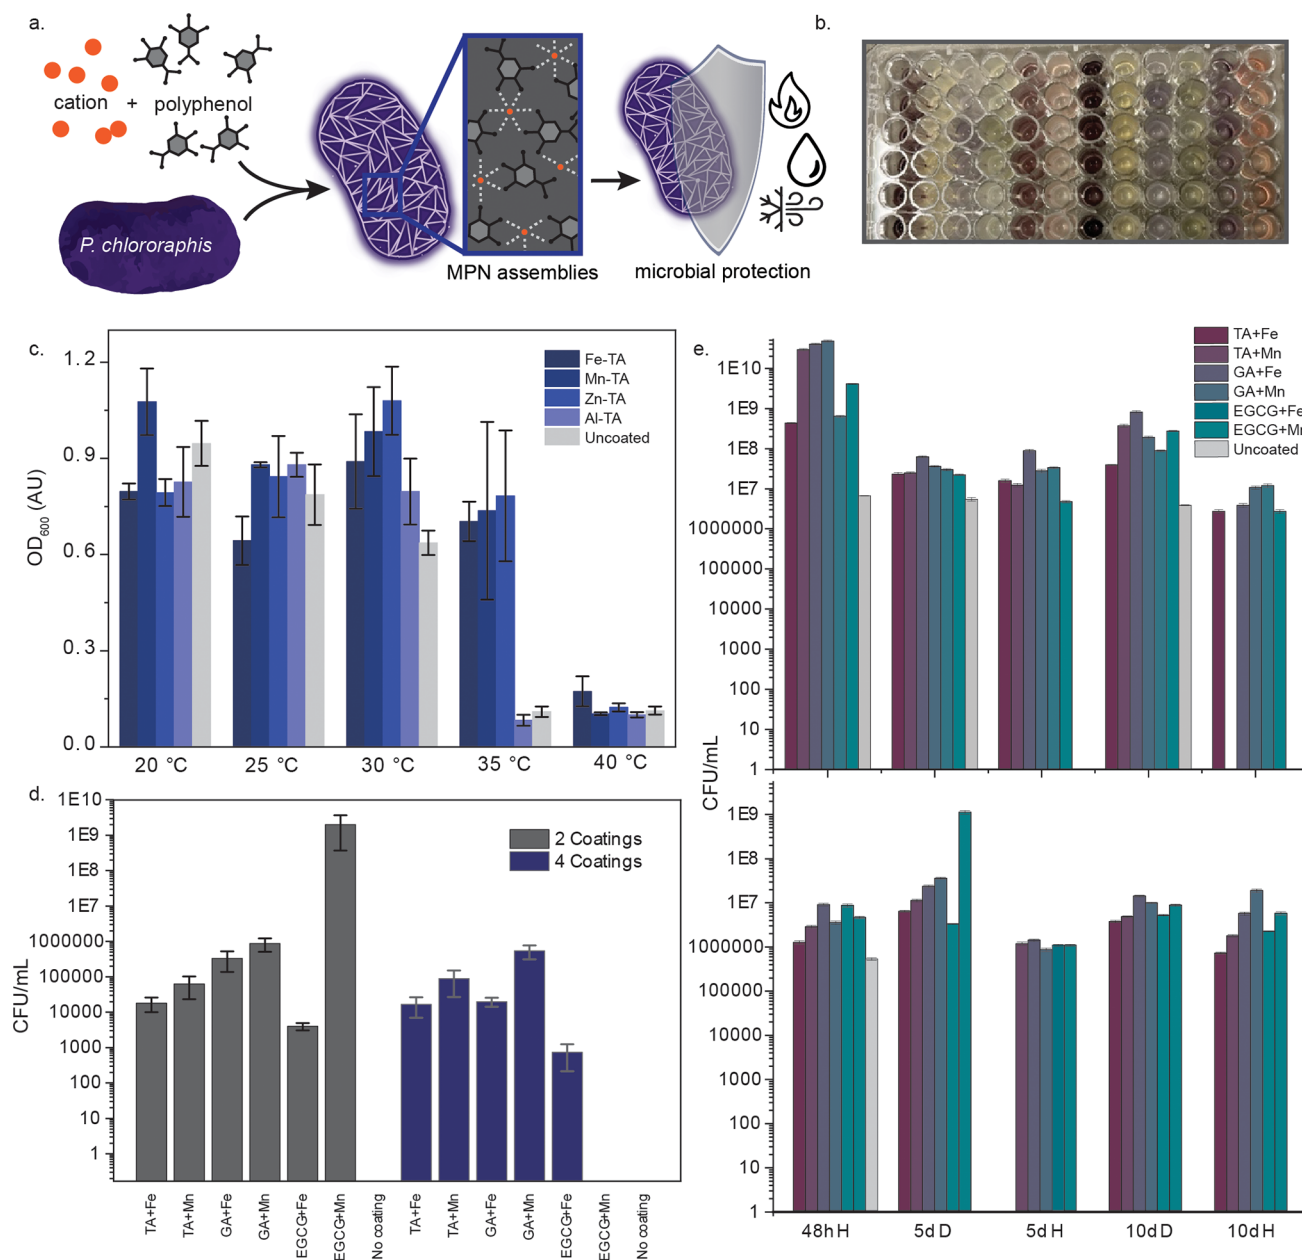 a.
cation + polyphenol
P. chlororaphis
MPN assemblies
microbial protection
b.
c.
OD600 (AU)
1.2
0.9
0.6
0.3
0.0
Fe-TA
Mn-TA
Zn-TA
Al-TA
Uncoated
20 °C
25 °C
30 °C
35 °C
40 °C
d.
CFU/mL
1E10
1E9
1E8
1E7
1000000
100000
10000
1000
100
10
1
2 Coatings
4 Coatings
TA+Fe
TA+Mn
GA+Fe
GA+Mn
EGCG+Fe
EGCG+Mn
No coating
TA+Fe
TA+Mn
GA+Fe
GA+Mn
EGCG+Fe
EGCG+Mn
No coating
e.
TA+Fe
TA+Mn
GA+Fe
GA+Mn
EGCG+Fe
EGCG+Mn
Uncoated
CFU/mL
1E10
1E9
1E8
1E7
1000000
100000
10000
1000
100
10
1
1E9
1E8
1E7
1000000
100000
10000
1000
100
10
1
48h H
5d D
5d H
10d D
10d H